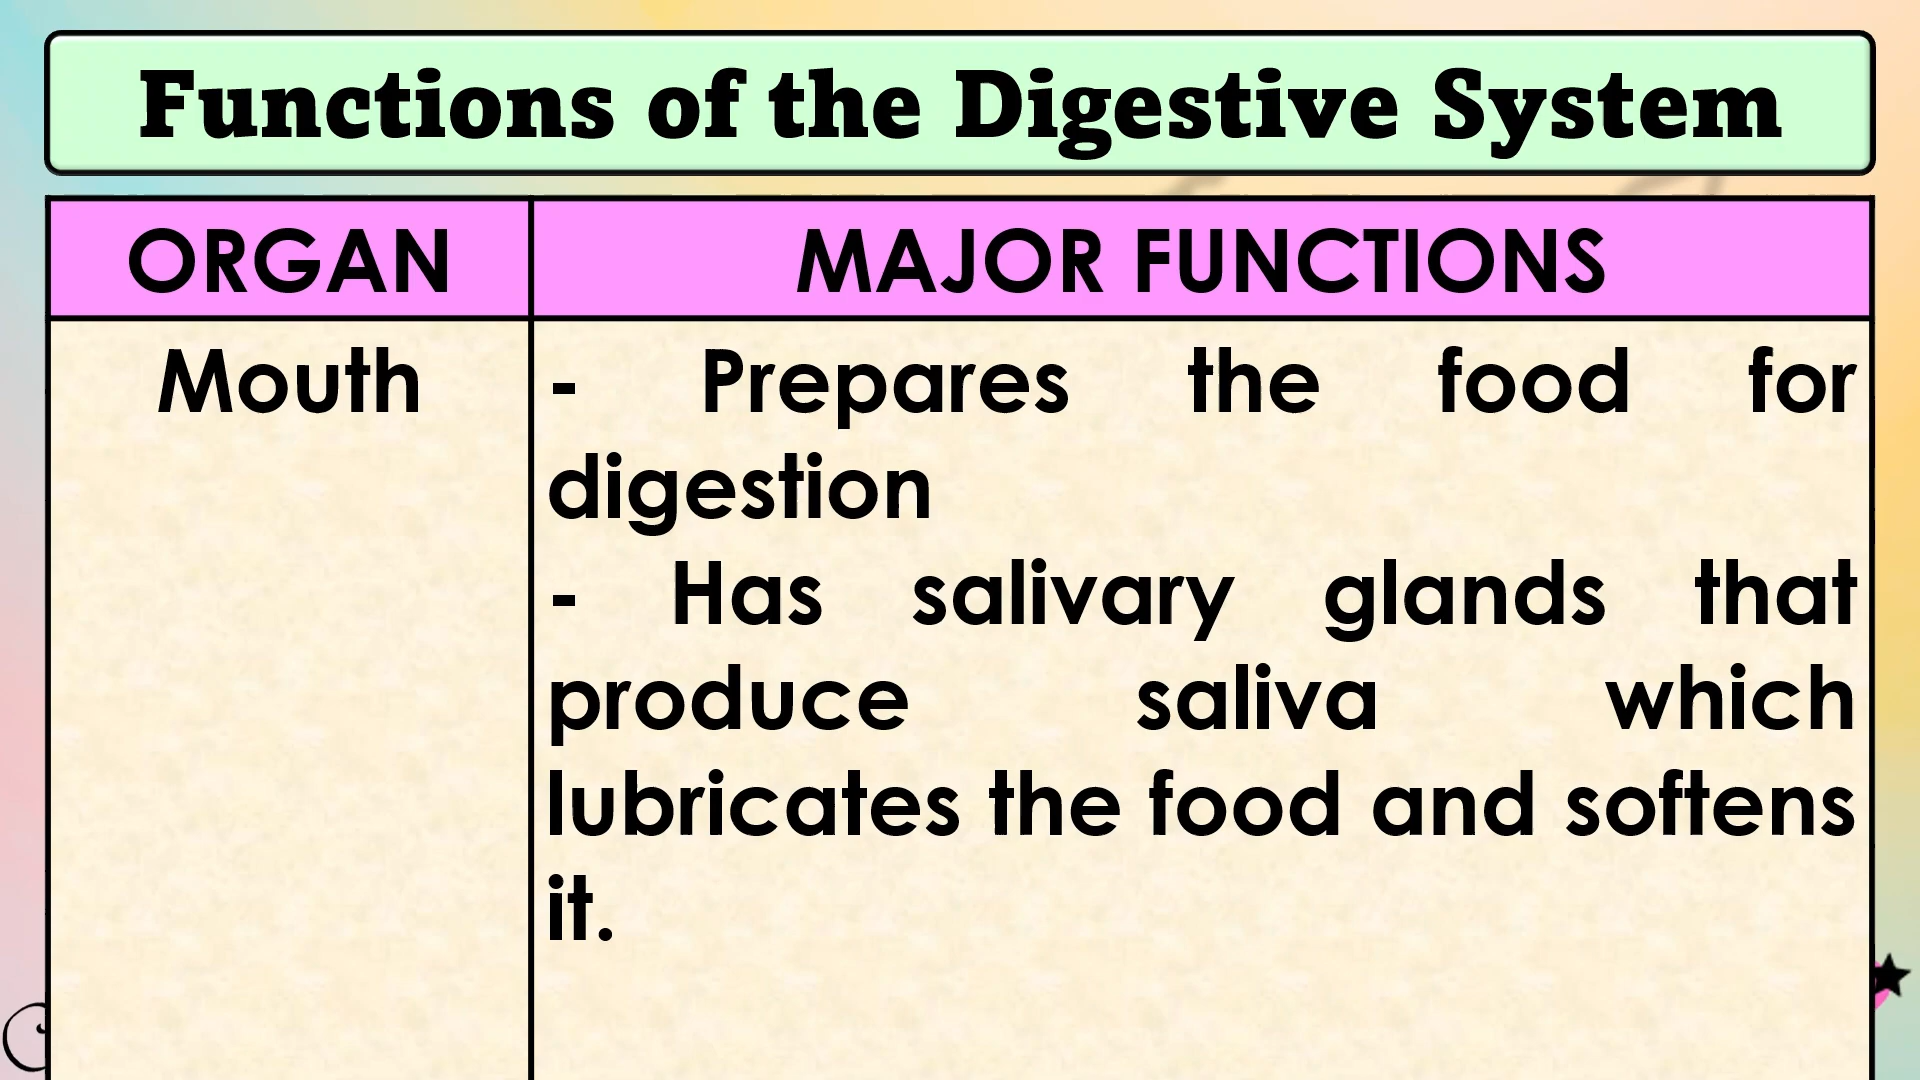 Functions of the Digestive System
ORGAN
MAJOR FUNCTIONS
Mouth
- Prepares the food for
digestion
- Has salivary glands that
produce saliva which
lubricates the food and softens
it.